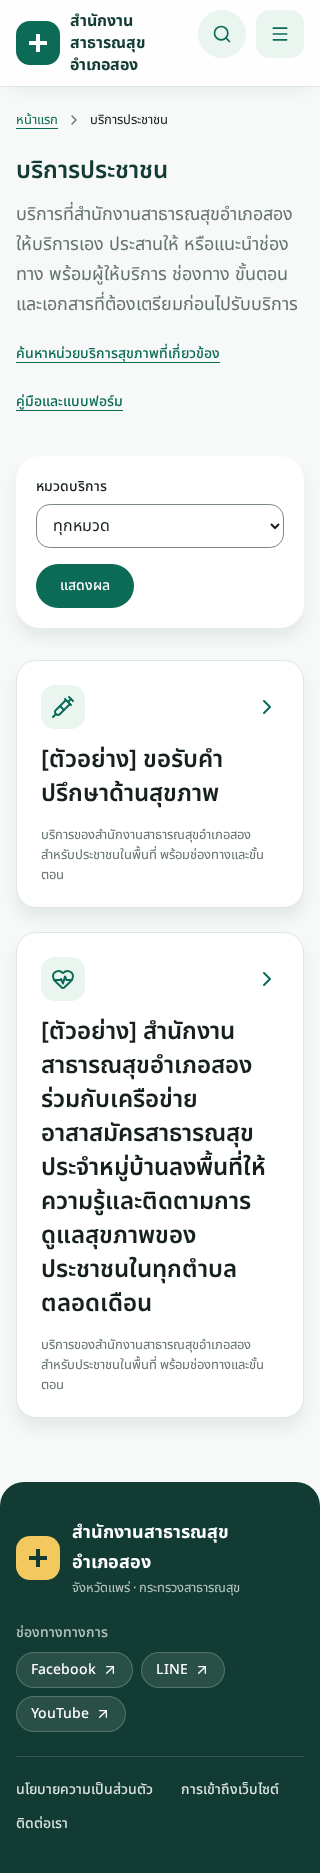 สำนักงาน
สาธารณสุข
อำเภอสอง
หน้าแรก > บริการประชาชน
บริการประชาชน
บริการที่สำนักงานสาธารณสุขอำเภอสอง
ให้บริการเอง ประสานให้ หรือแนะนำช่อง
ทาง พร้อมผู้ให้บริการ ช่องทาง ขั้นตอน
และเอกสารที่ต้องเตรียมก่อนไปรับบริการ
ค้นหาหน่วยบริการสุขภาพที่เกี่ยวข้อง
คู่มือและแบบฟอร์ม
หมวดบริการ
ทุกหมวด
แสดงผล
[ตัวอย่าง] ขอรับคำ
ปรึกษาด้านสุขภาพ
บริการของสำนักงานสาธารณสุขอำเภอสอง
สำหรับประชาชนในพื้นที่ พร้อมช่องทางและขั้น
ตอน
[ตัวอย่าง] สำนักงาน
สาธารณสุขอำเภอสอง
ร่วมกับเครือข่าย
อาสาสมัครสาธารณสุข
ประจำหมู่บ้านลงพื้นที่ให้
ความรู้และติดตามการ
ดูแลสุขภาพของ
ประชาชนในทุกตำบล
ตลอดเดือน
บริการของสำนักงานสาธารณสุขอำเภอสอง
สำหรับประชาชนในพื้นที่ พร้อมช่องทางและขั้น
ตอน
สำนักงานสาธารณสุข
อำเภอสอง
จังหวัดแพร่ · กระทรวงสาธารณสุข
ช่องทางทางการ
Facebook
LINE
YouTube
นโยบายความเป็นส่วนตัว
การเข้าถึงเว็บไซต์
ติดต่อเรา